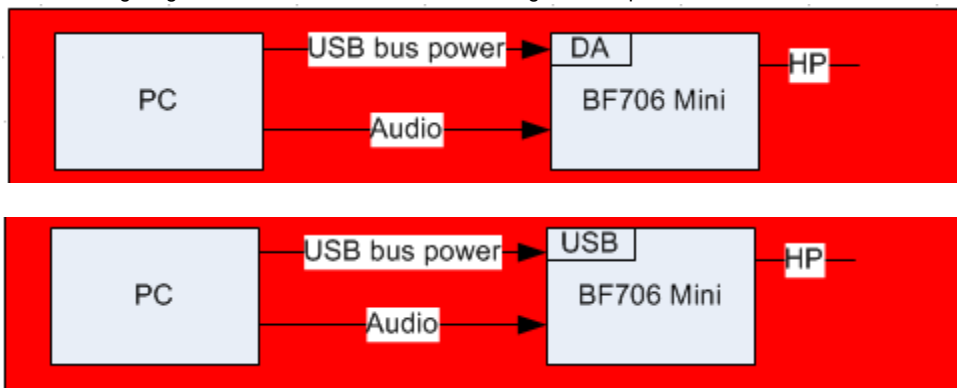 USB bus power
DA
HP
PC
BF706 Mini
Audio
USB bus power
USB
HP
PC
BF706 Mini
Audio